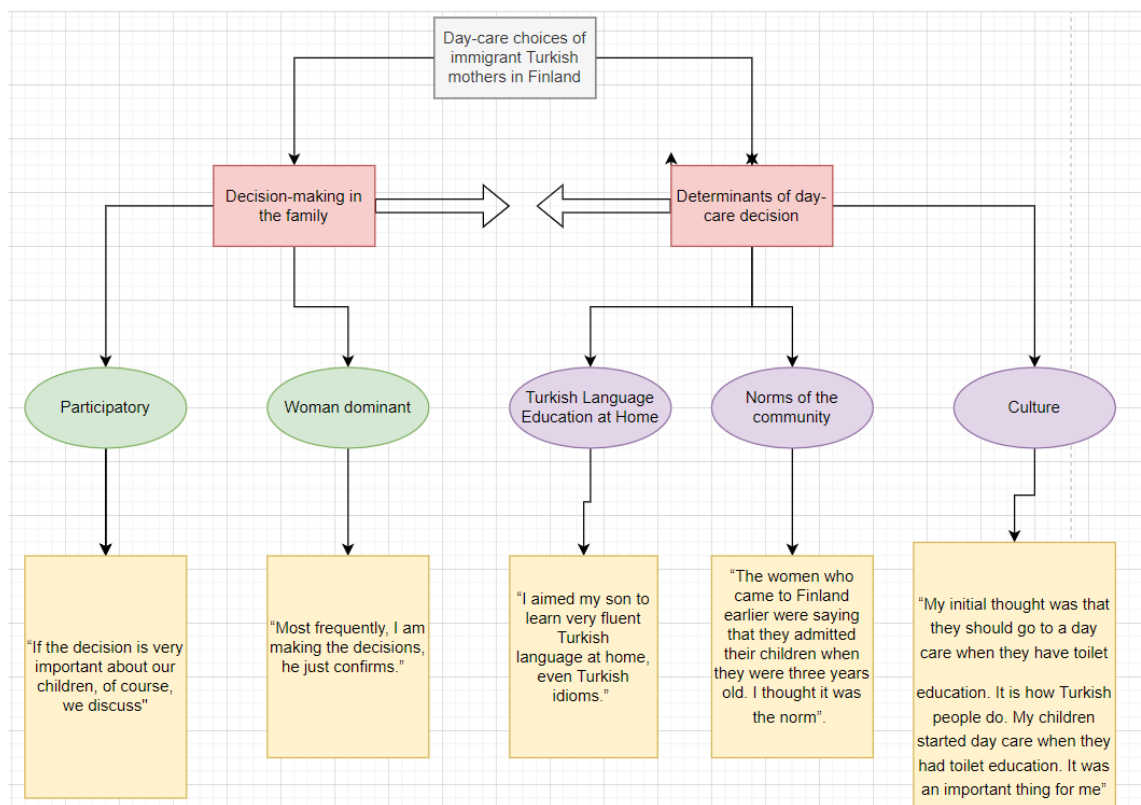 Day-care choices of
immigrant Turkish
mothers in Finland
Decision-making in
the family
Determinants of day-
care decision
Participatory
Woman dominant
Turkish Language
Education at Home
Norms of the
community
Culture
“If the decision is very
important about our
children, of course,
we discuss"
“Most frequently, I am
making the decisions,
he just confirms.”
“I aimed my son to
learn very fluent
Turkish
language at home,
even Turkish
idioms.”
“The women who
came to Finland
earlier were saying
that they admitted
their children when
they were three years
old. I thought it was
the norm”.
“My initial thought was that
they should go to a day
care when they have toilet
education. It is how Turkish
people do. My children
started day care when they
had toilet education. It was
an important thing for me”